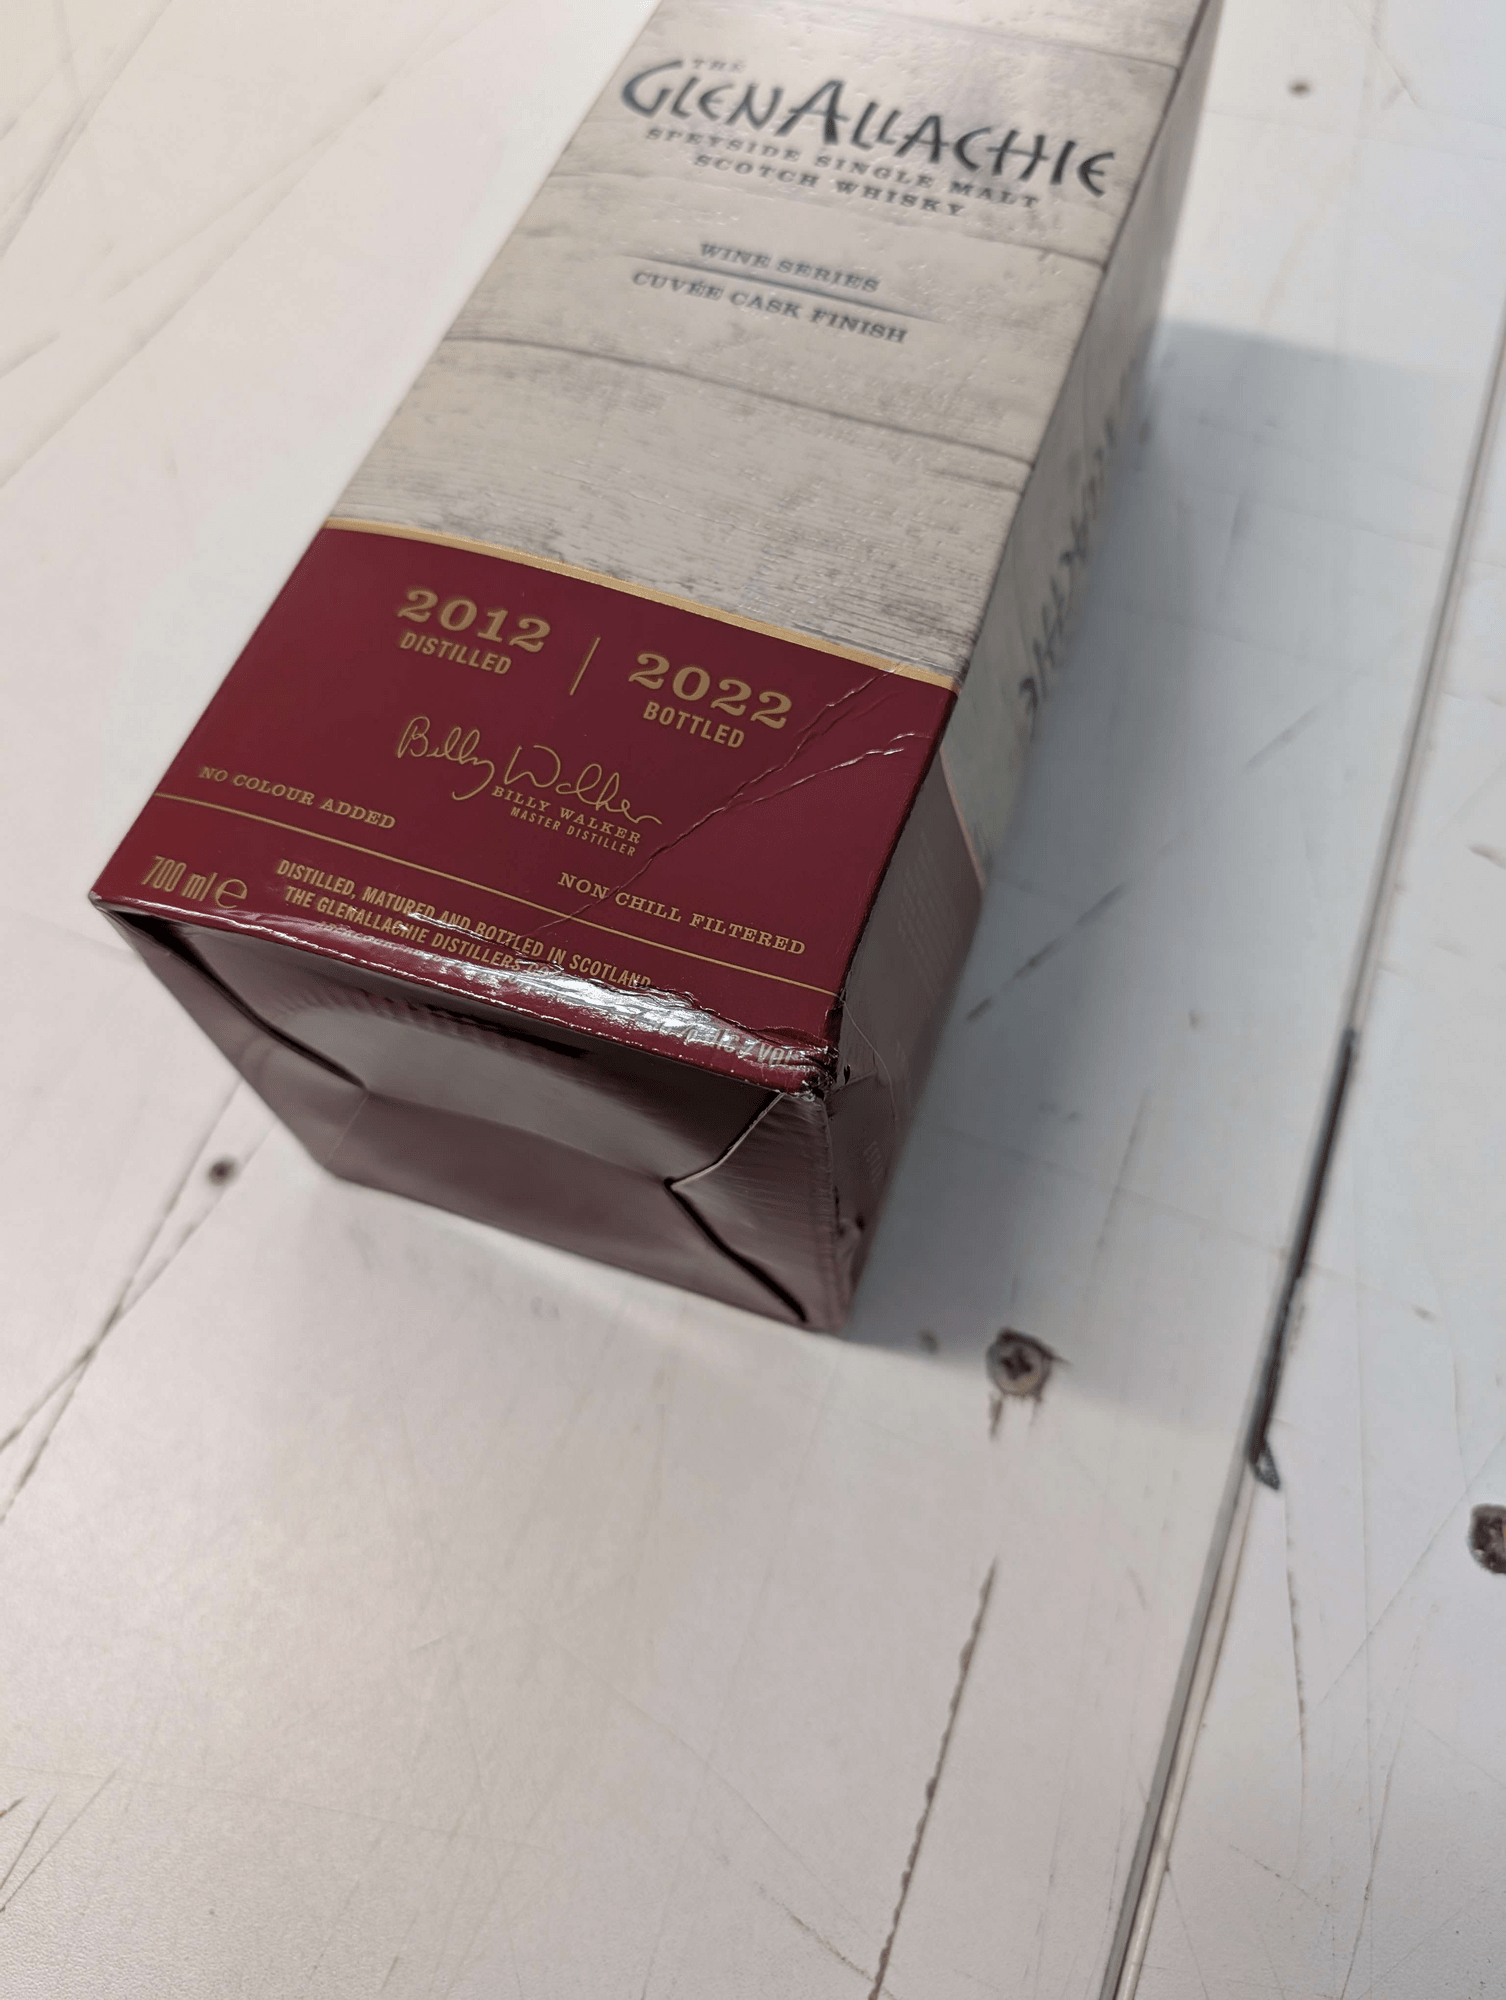 THE
GLENALLACHIE
SPEYSIDE SINGLE MALT
SCOTCH WHISKY
WINE SERIES
CUVÉE CASK FINISH
2012
DISTILLED
2022
BOTTLED
Billy Walker
BILLY WALKER
MASTER DISTILLER
NO COLOUR ADDED
NON CHILL FILTERED
700 ml e
DISTILLED, MATURED AND BOTTLED IN SCOTLAND
THE GLENALLACHIE DISTILLERS